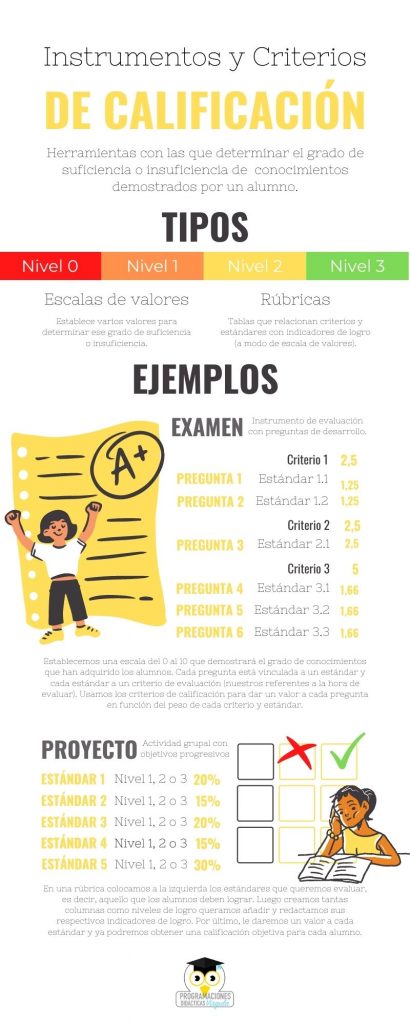 Instrumentos y Criterios
DE CALIFICACIÓN
Herramientas con las que determinar el grado de
suficiencia o insuficiencia de conocimientos
demostrados por un alumno.
TIPOS
Nivel 0 Nivel 1 Nivel 2 Nivel 3
Escalas de valores
Establece varios valores para
determinar ese grado de suficiencia
o insuficiencia.
Rúbricas
Tablas que relacionan criterios y
estándares con indicadores de logro
(a modo de escala de valores).
EJEMPLOS
A+
EXAMEN
Instrumento de evaluación
con preguntas de desarrollo.
Criterio 1 2,5
PREGUNTA 1 Estándar 1.1 1,25
PREGUNTA 2 Estándar 1.2 1,25
Criterio 2 2,5
PREGUNTA 3 Estándar 2.1 2,5
Criterio 3 5
PREGUNTA 4 Estándar 3.1 1,66
PREGUNTA 5 Estándar 3.2 1,66
PREGUNTA 6 Estándar 3.3 1,66
Establecemos una escala del 0 al 10 que demostrará el grado de conocimientos
que han adquirido los alumnos. Cada pregunta está vinculada a un estándar y
cada estándar a un criterio de evaluación (nuestros referentes a la hora de
evaluar). Usamos los criterios de calificación para dar un valor a cada pregunta
en función del peso de cada criterio y estándar.
PROYECTO
Actividad grupal con
objetivos progresivos
ESTÁNDAR 1 Nivel 1, 2 o 3 20%
ESTÁNDAR 2 Nivel 1, 2 o 3 15%
ESTÁNDAR 3 Nivel 1, 2 o 3 20%
ESTÁNDAR 4 Nivel 1, 2 o 3 15%
ESTÁNDAR 5 Nivel 1, 2 o 3 30%
En una rúbrica colocamos a la izquierda los estándares que queremos evaluar,
es decir, aquello que los alumnos deben lograr. Luego creamos tantas
columnas como niveles de logro queramos añadir y redactamos sus
respectivos indicadores de logro. Por último, le daremos un valor a cada
estándar y ya podremos obtener una calificación objetiva para cada alumno.
PROGRAMACIONES
DIDÁCTICAS